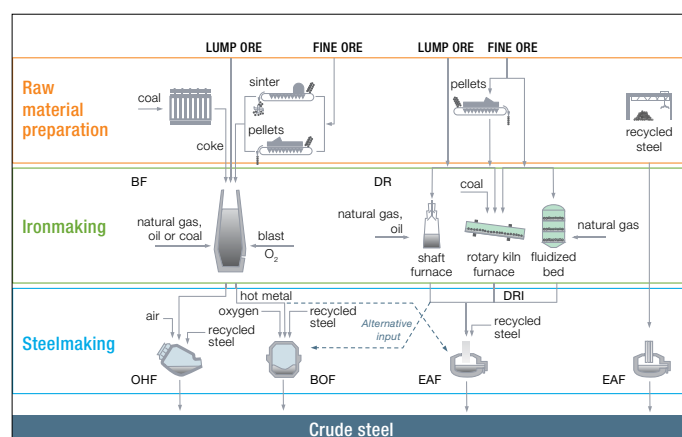 LUMP ORE
FINE ORE
LUMP ORE
FINE ORE
Raw
material
preparation
coal
sinter
pellets
coke
pellets
recycled
steel
Ironmaking
BF
natural gas,
oil or coal
blast
O2
DR
coal
natural gas,
oil
shaft
furnace
rotary kiln
furnace
fluidized
bed
natural gas
Steelmaking
hot metal
air
oxygen
recycled
steel
recycled
steel
Alternative
input
DRI
recycled
steel
OHF
BOF
EAF
EAF
Crude steel